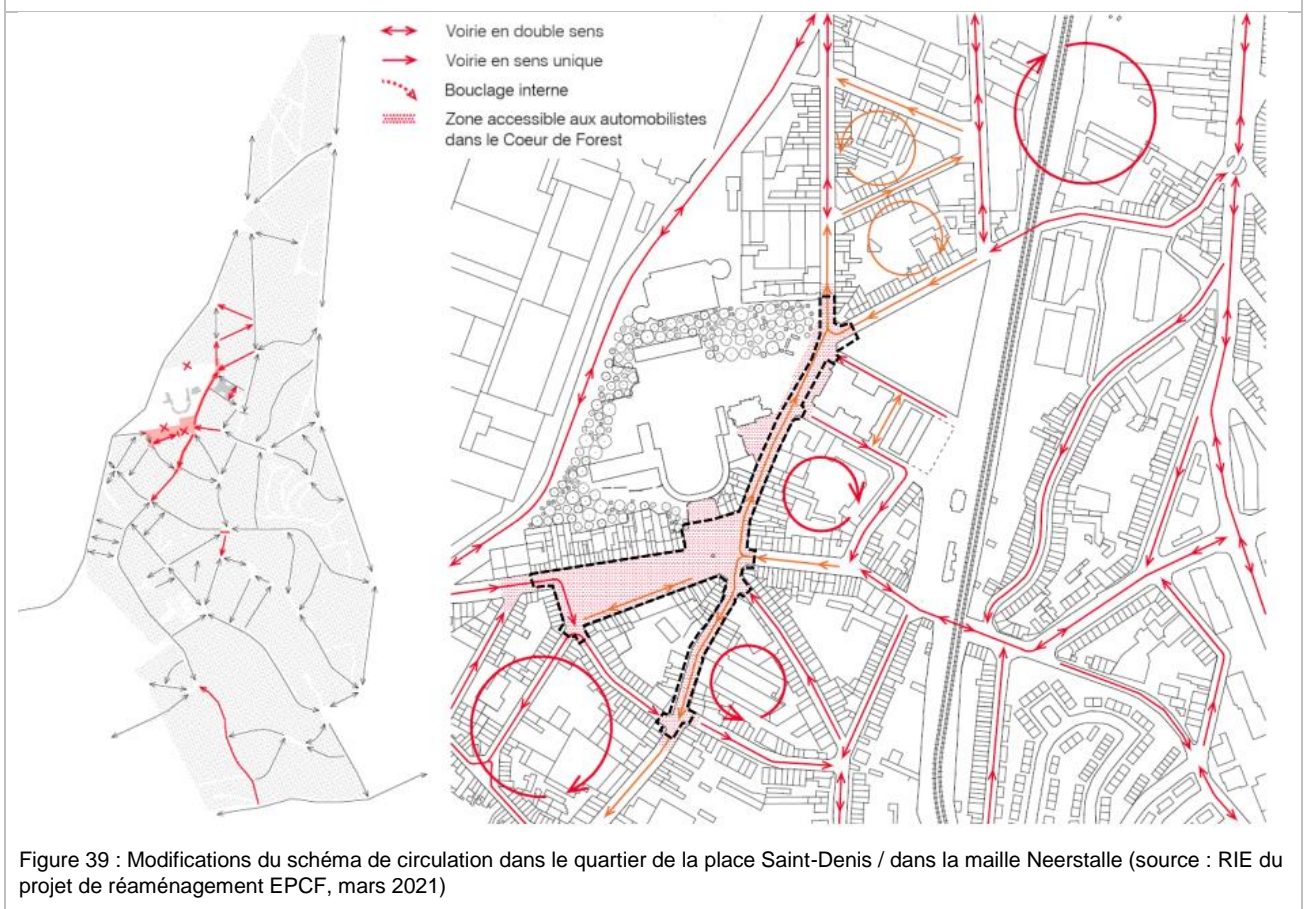 Voirie en double sens
Voirie en sens unique
Bouclage interne
Zone accessible aux automobilistes
dans le Coeur de Forest
Figure 39 : Modifications du schéma de circulation dans le quartier de la place Saint-Denis / dans la maille Neerstalle (source : RIE du
projet de réaménagement EPCF, mars 2021)